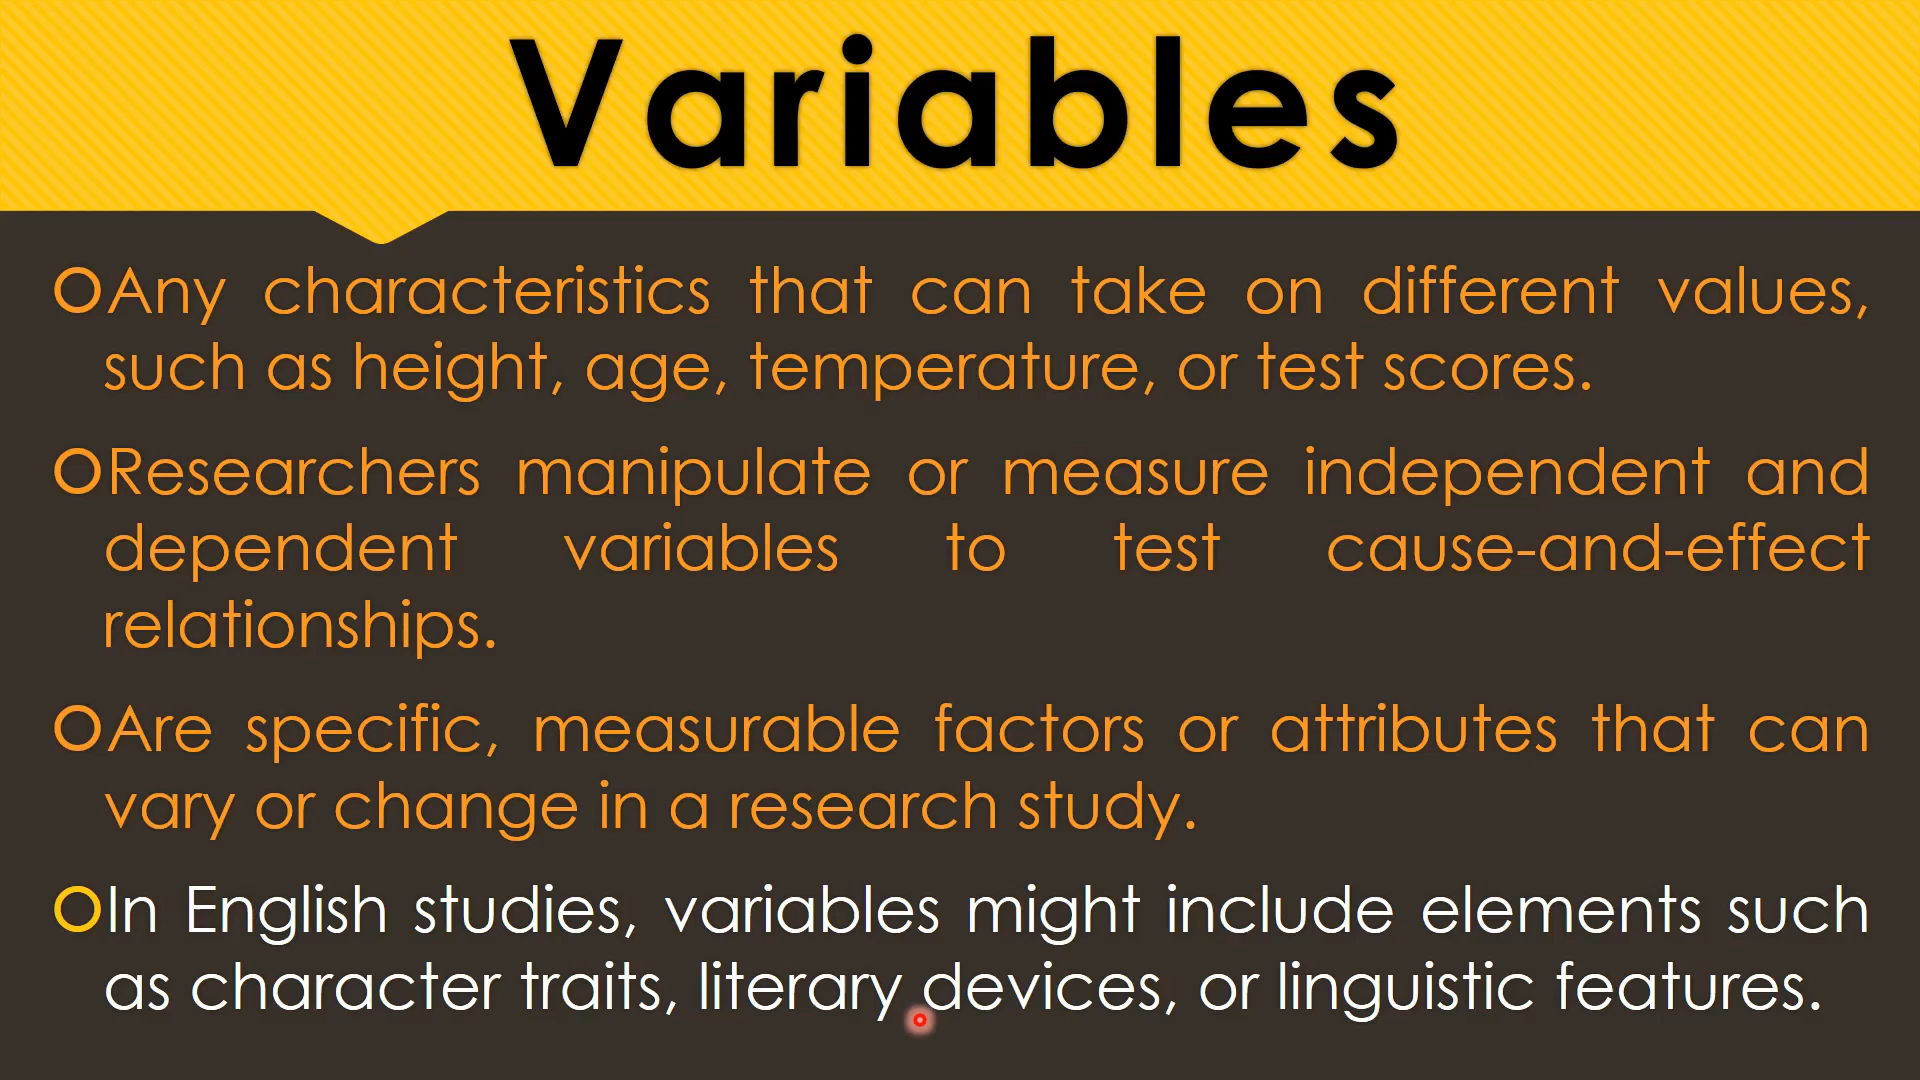 Variables
Any characteristics that can take on different values,
such as height, age, temperature, or test scores.
Researchers manipulate or measure independent and
dependent variables to test cause-and-effect
relationships.
Are specific, measurable factors or attributes that can
vary or change in a research study.
In English studies, variables might include elements such
as character traits, literary devices, or linguistic features.